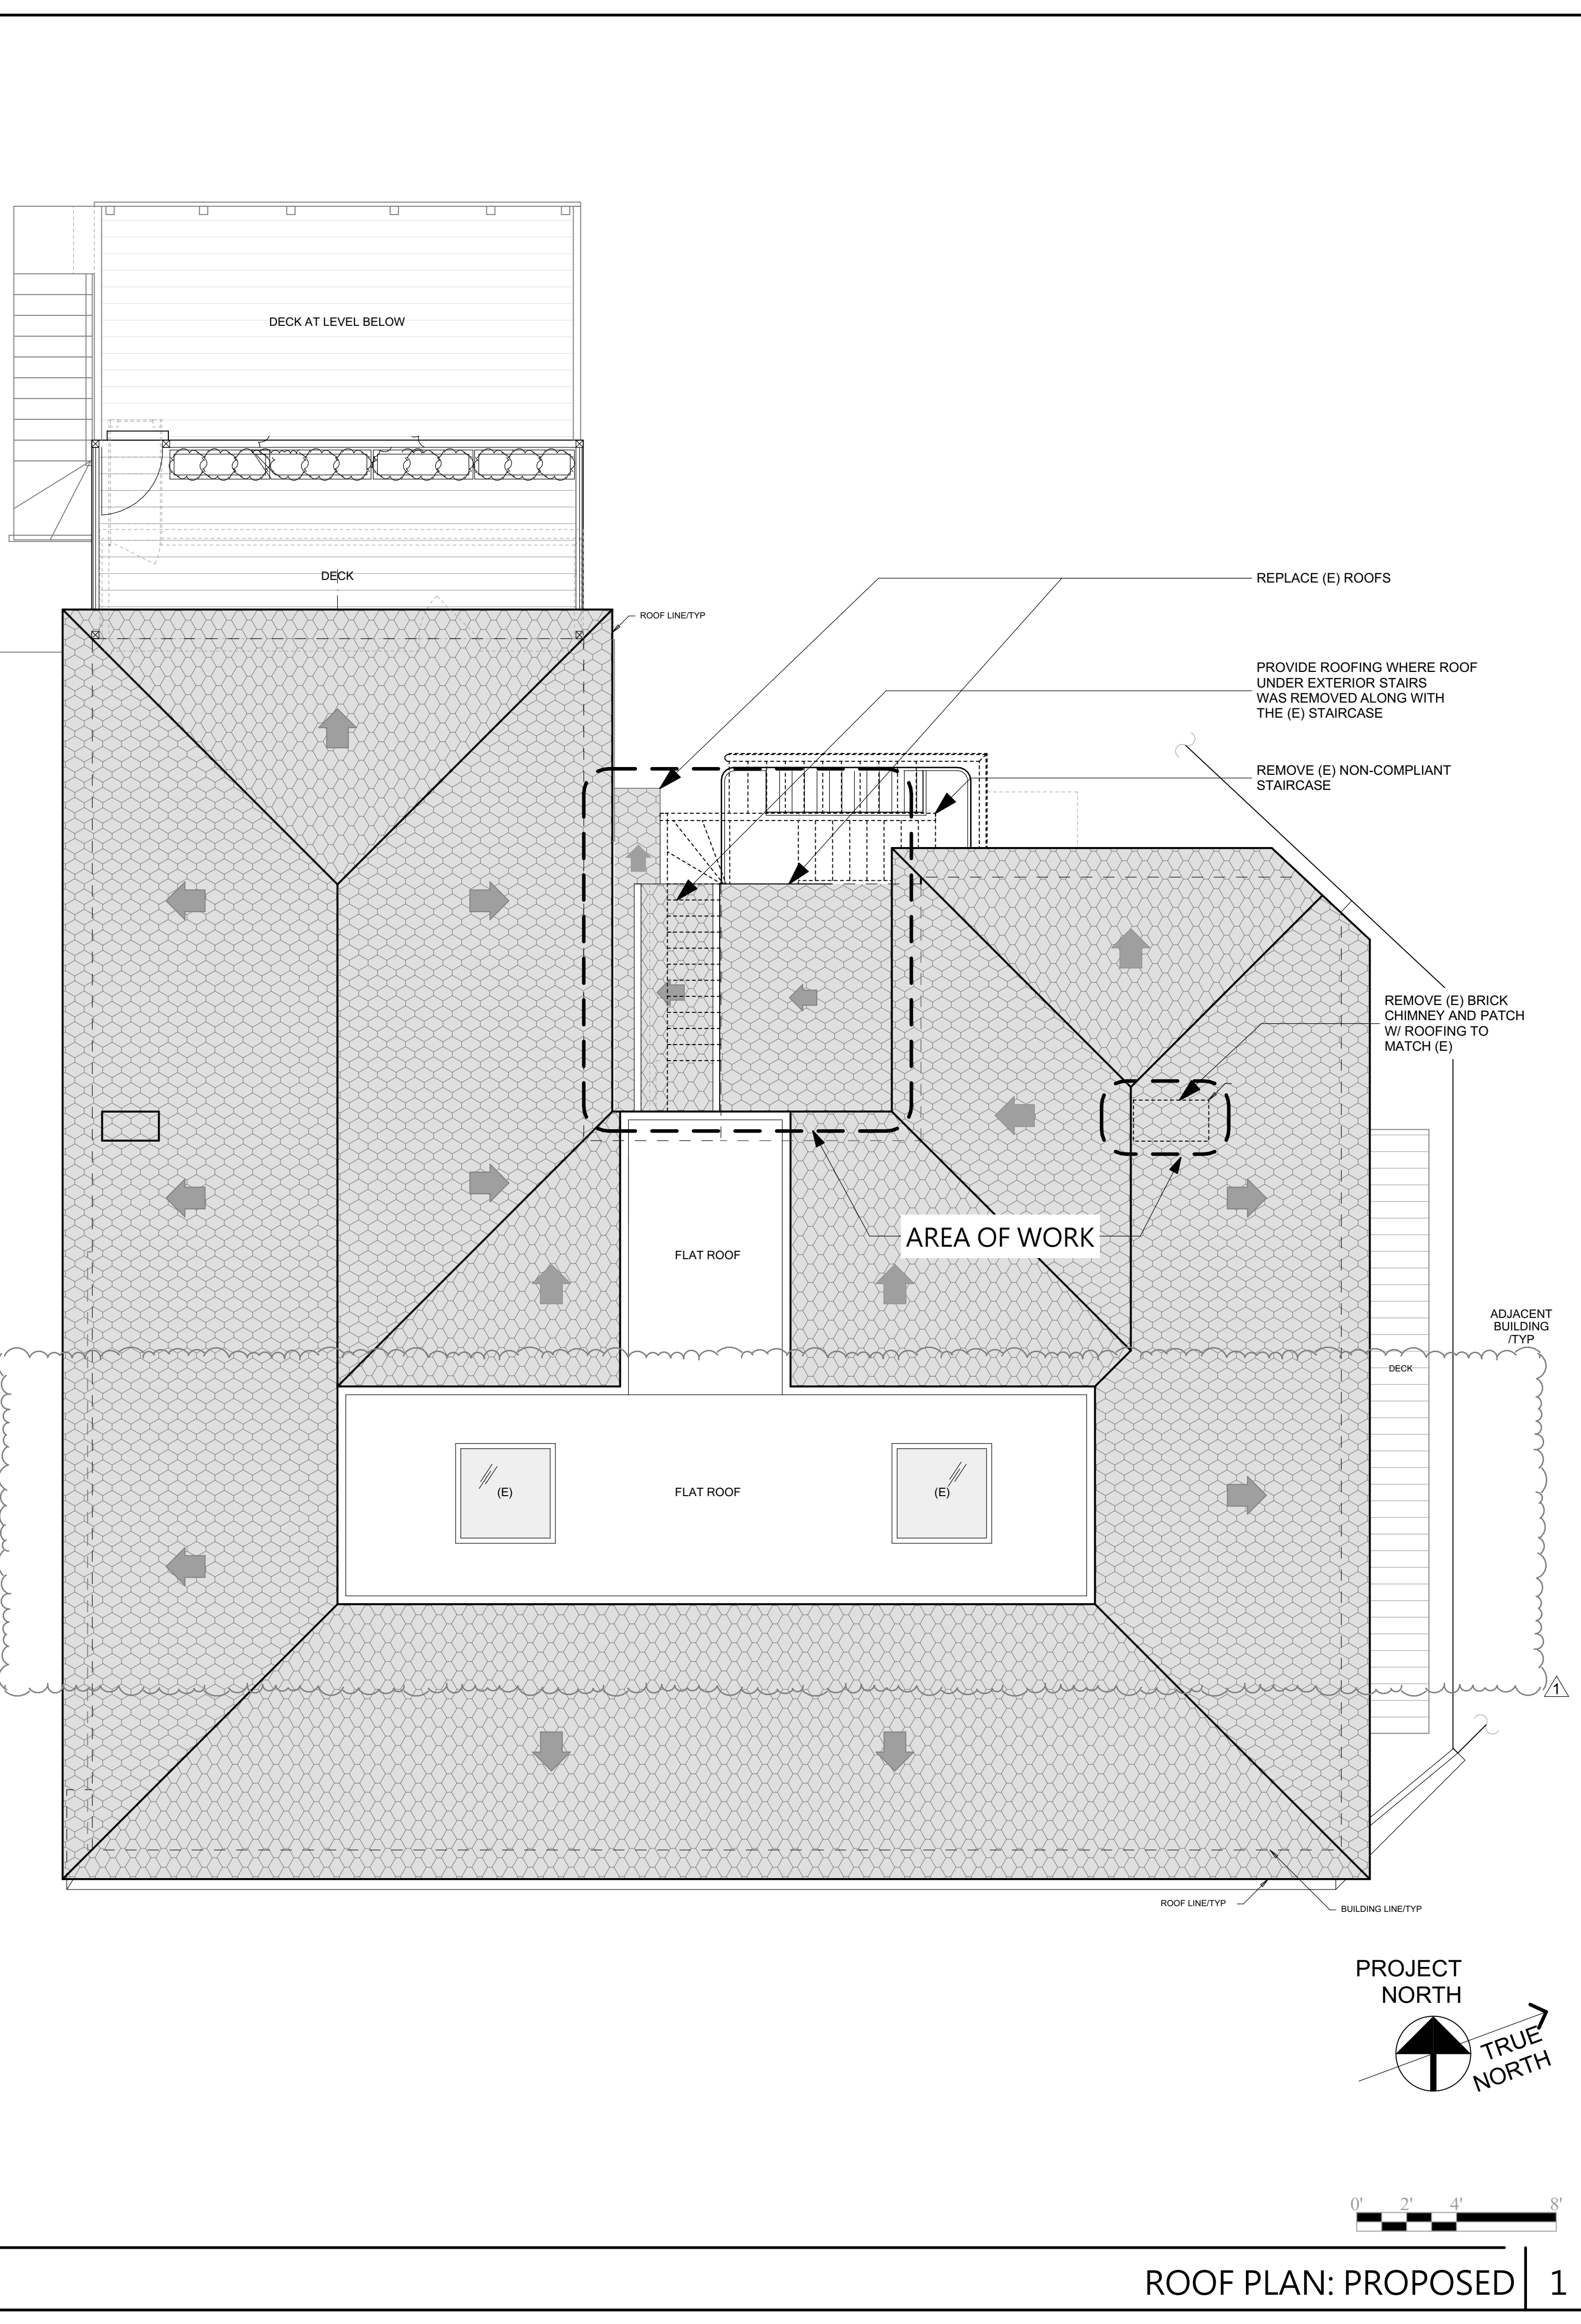 DECK AT LEVEL BELOW
DECK
ROOF LINE/TYP
REPLACE (E) ROOFS
PROVIDE ROOFING WHERE ROOF
UNDER EXTERIOR STAIRS
WAS REMOVED ALONG WITH
THE (E) STAIRCASE
REMOVE (E) NON-COMPLIANT
STAIRCASE
REMOVE (E) BRICK
CHIMNEY AND PATCH
W/ ROOFING TO
MATCH (E)
AREA OF WORK
FLAT ROOF
ADJACENT
BUILDING
/TYP
DECK
(E)
FLAT ROOF
(E)
1
ROOF LINE/TYP
BUILDING LINE/TYP
PROJECT
NORTH
TRUE
NORTH
0' 2' 4' 8'
ROOF PLAN: PROPOSED 1